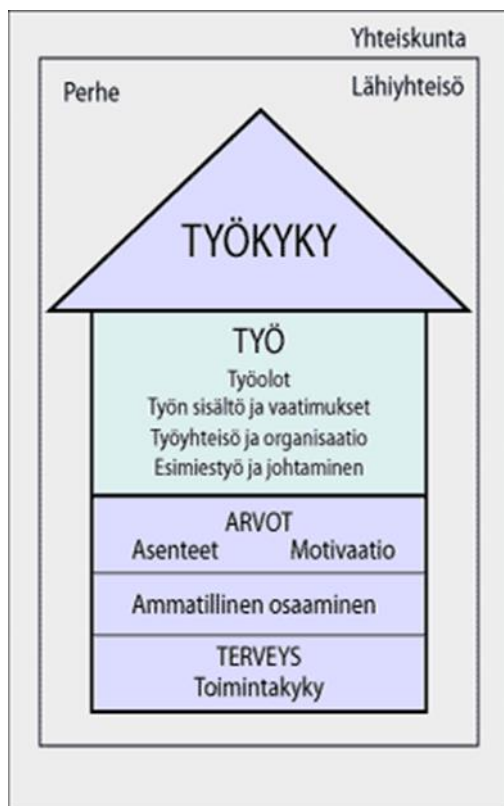 Yhteiskunta
Perhe Lähiyhteisö
TYÖKYKY
TYÖ
Työolot
Työn sisältö ja vaatimukset
Työyhteisö ja organisaatio
Esimiestyö ja johtaminen
ARVOT
Asenteet Motivaatio
Ammatillinen osaaminen
TERVEYS
Toimintakyky